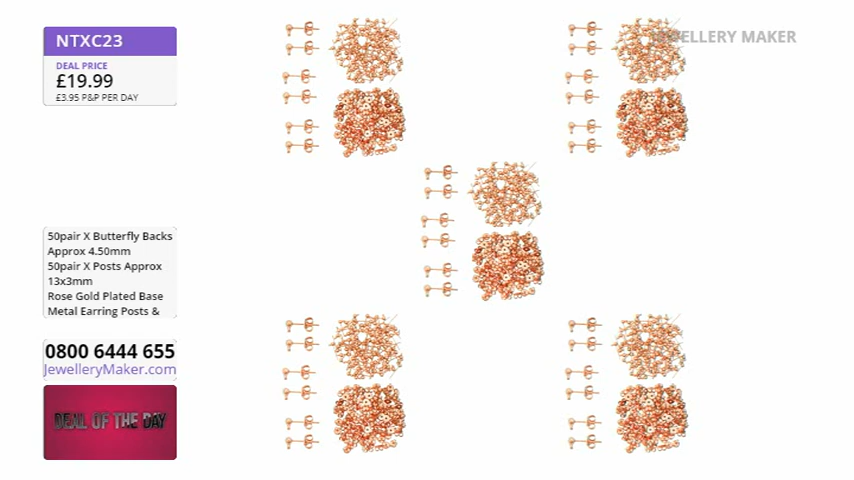 NTXC23
DEAL PRICE
£19.99
£3.95 P&P PER DAY
JEWELLERY MAKER
50pair X Butterfly Backs
Approx 4.50mm
50pair X Posts Approx
13x3mm
Rose Gold Plated Base
Metal Earring Posts &
0800 6444 655
JewelleryMaker.com
DEAL OF THE DAY